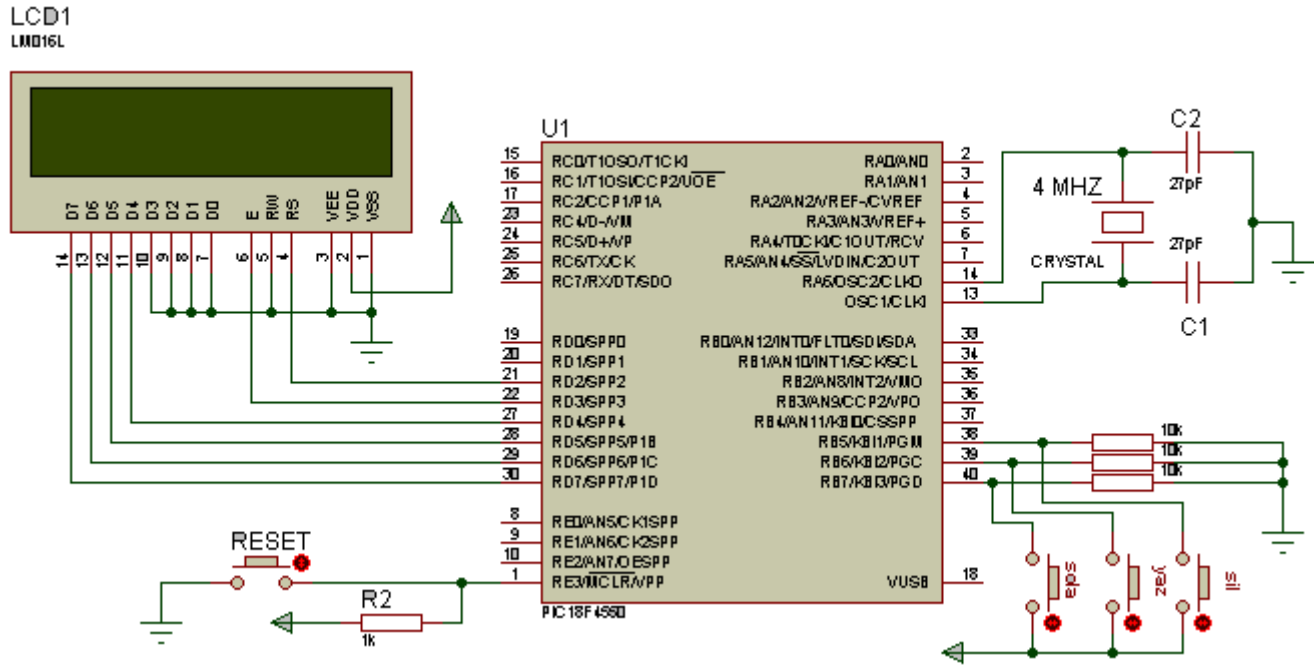 LCD1
LM016L
D7 D6 D5 D4 D3 D2 D1 D0 E RW RS VEE VDD VSS
14 13 12 11 10 9 8 7 6 5 4 3 2 1
U1
15 RC0/T1OSO/T1CKI
16 RC1/T1OSI/CCP2/UOE
17 RC2/CCP1/P1A
23 RC4/D-/VM
24 RC5/D+/VP
25 RC6/TX/CK
26 RC7/RX/DT/SDO
19 RD0/SPP0
20 RD1/SPP1
21 RD2/SPP2
22 RD3/SPP3
27 RD4/SPP4
28 RD5/SPP5/P1B
29 RD6/SPP6/P1C
30 RD7/SPP7/P1D
8 RE0/AN5/CK1SPP
9 RE1/AN6/CK2SPP
10 RE2/AN7/OESPP
1 RE3/MCLR/VPP
RA0/AN0 2
RA1/AN1 3
RA2/AN2/VREF-/CVREF 4
RA3/AN3/VREF+ 5
RA4/T0CKI/C1OUT/RCV 6
RA5/AN4/SS/LVDIN/C2OUT 7
RA6/OSC2/CLKO 14
OSC1/CLKI 13
RB0/AN12/INT0/FLT0/SDI/SDA 33
RB1/AN10/INT1/SCK/SCL 34
RB2/AN8/INT2/VMO 35
RB3/AN9/CCP2/VPO 36
RB4/AN11/KBI0/CSSPP 37
RB5/KBI1/PGM 38
RB6/KBI2/PGC 39
RB7/KBI3/PGD 40
VUSB 18
PIC18F4550
C2
27pF
4 MHZ
CRYSTAL
27pF
C1
10k
10k
10k
sda
yaz
sil
RESET
R2
1k